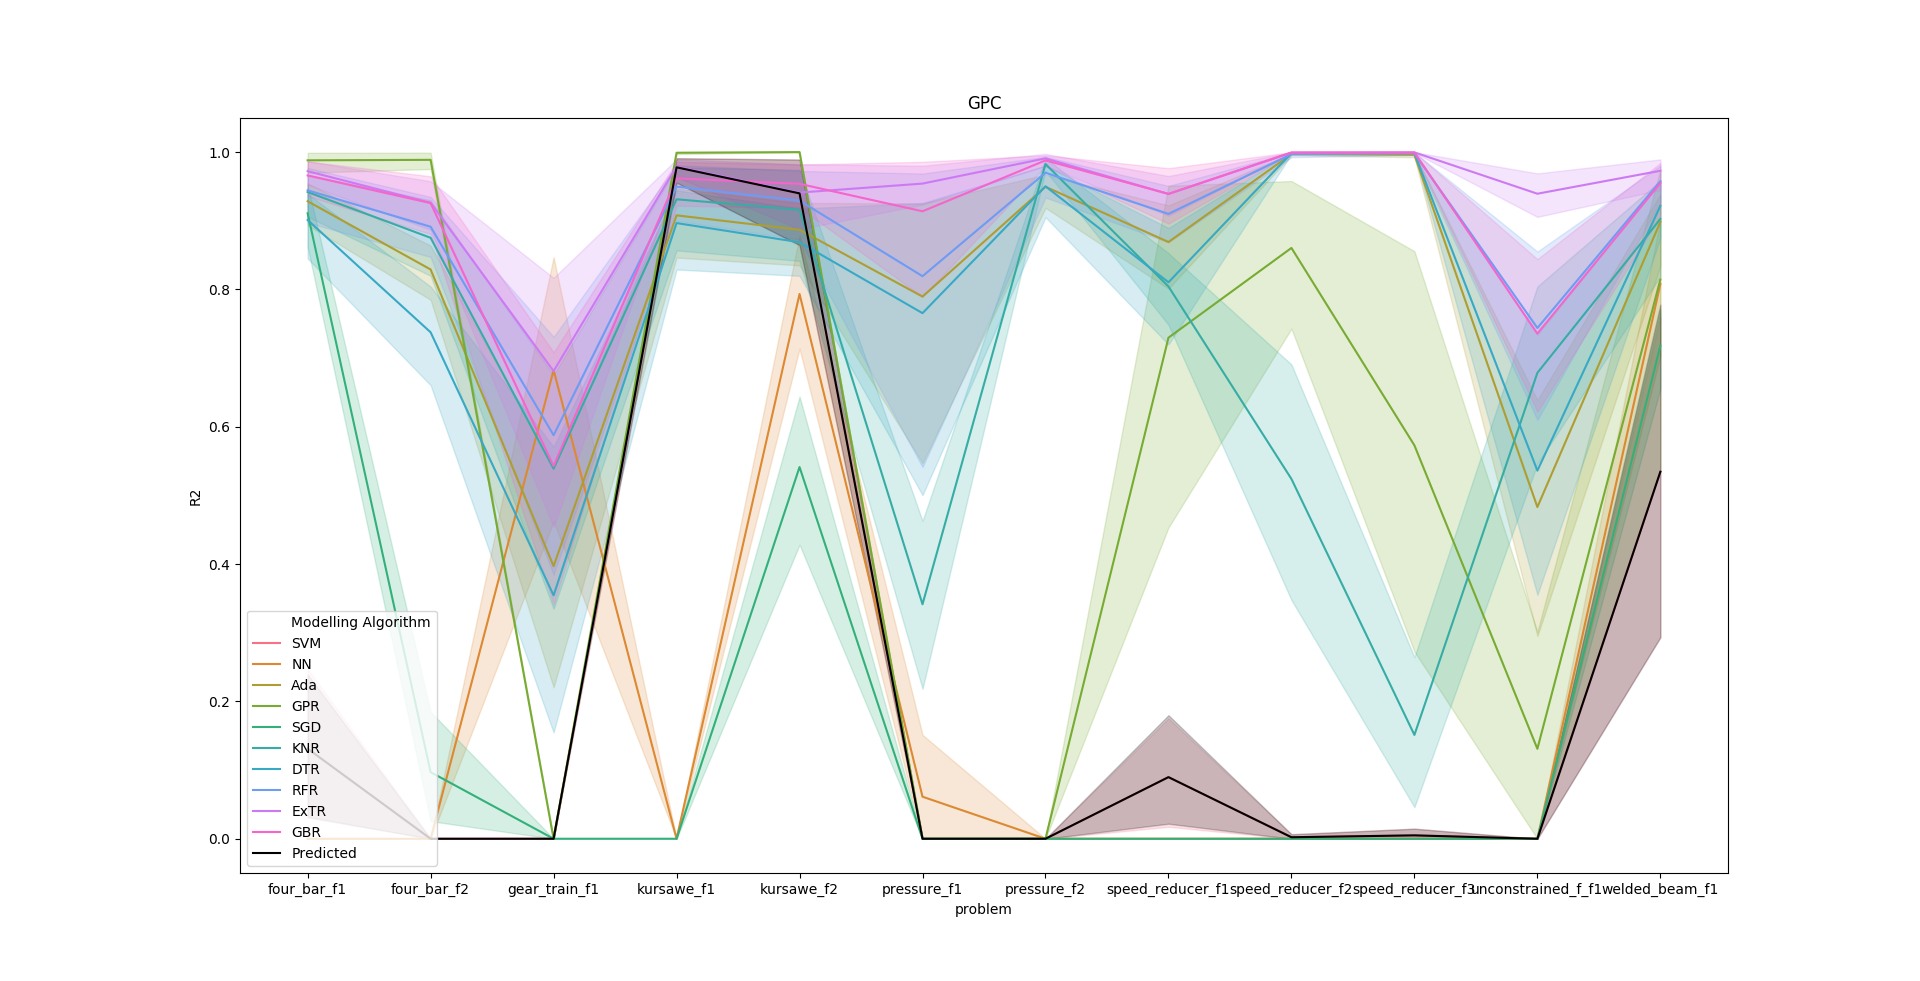 GPC
1.0
0.8
0.6
0.4
0.2
0.0
R2
Modelling Algorithm
SVM
NN
Ada
GPR
SGD
KNR
DTR
RFR
ExTR
GBR
Predicted
four_bar_f1 four_bar_f2 gear_train_f1 kursawe_f1 kursawe_f2 pressure_f1 pressure_f2 speed_reducer_f1 speed_reducer_f2 speed_reducer_f3 unconstrained_f_f1 welded_beam_f1
problem